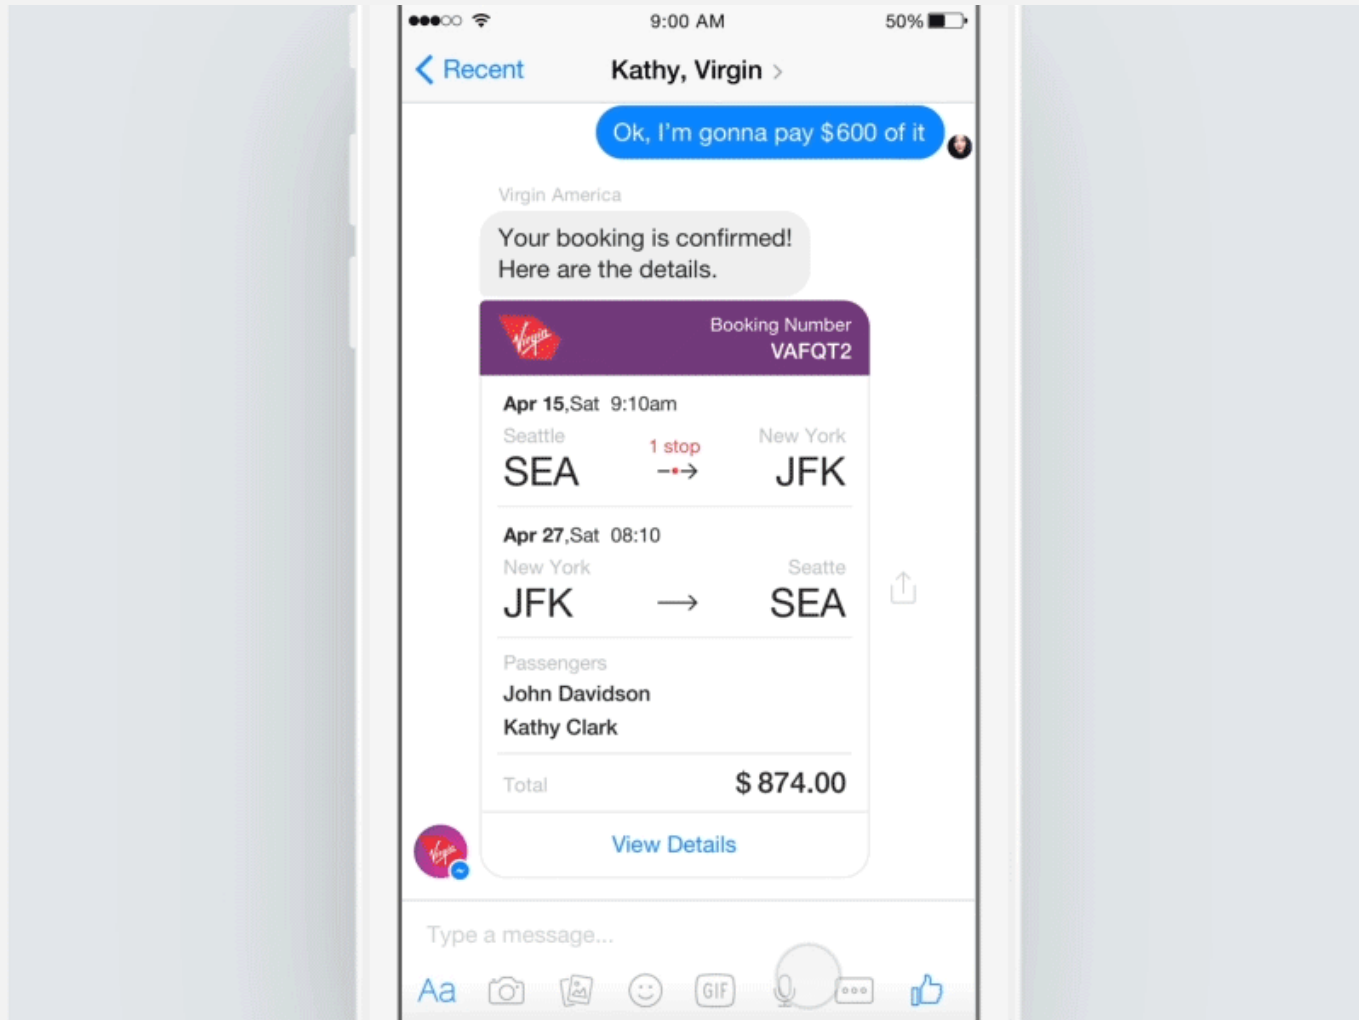 9:00 AM
50%
Recent
Kathy, Virgin
Ok, I'm gonna pay $600 of it
Virgin America
Your booking is confirmed!
Here are the details.
Virgin
Booking Number
VAFQT2
Apr 15,Sat 9:10am
Seattle
New York
1 stop
SEA
JFK
Apr 27,Sat 08:10
New York
Seatte
JFK
SEA
Passengers
John Davidson
Kathy Clark
Total
$ 874.00
View Details
Virgin
Type a message...
Aa
GIF